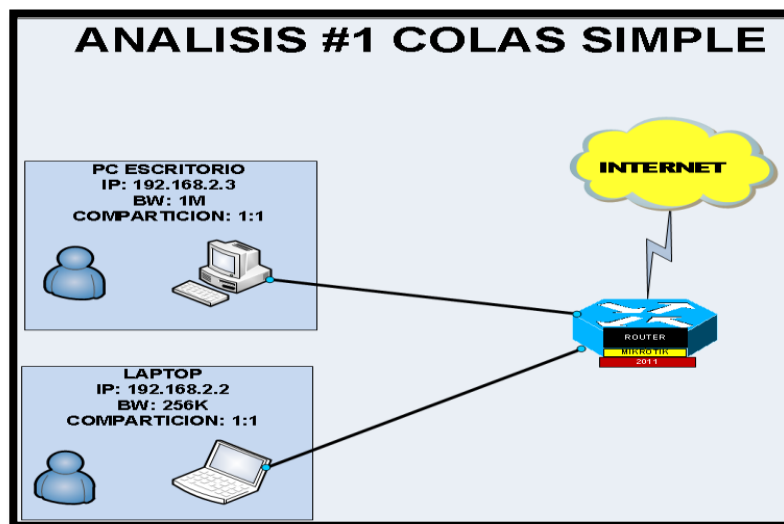 ANALISIS #1 COLAS SIMPLE
PC ESCRITORIO
IP: 192.168.2.3
BW: 1M
COMPARTICION: 1:1
INTERNET
ROUTER
MIKROTIK
2011
LAPTOP
IP: 192.168.2.2
BW: 256K
COMPARTICION: 1:1